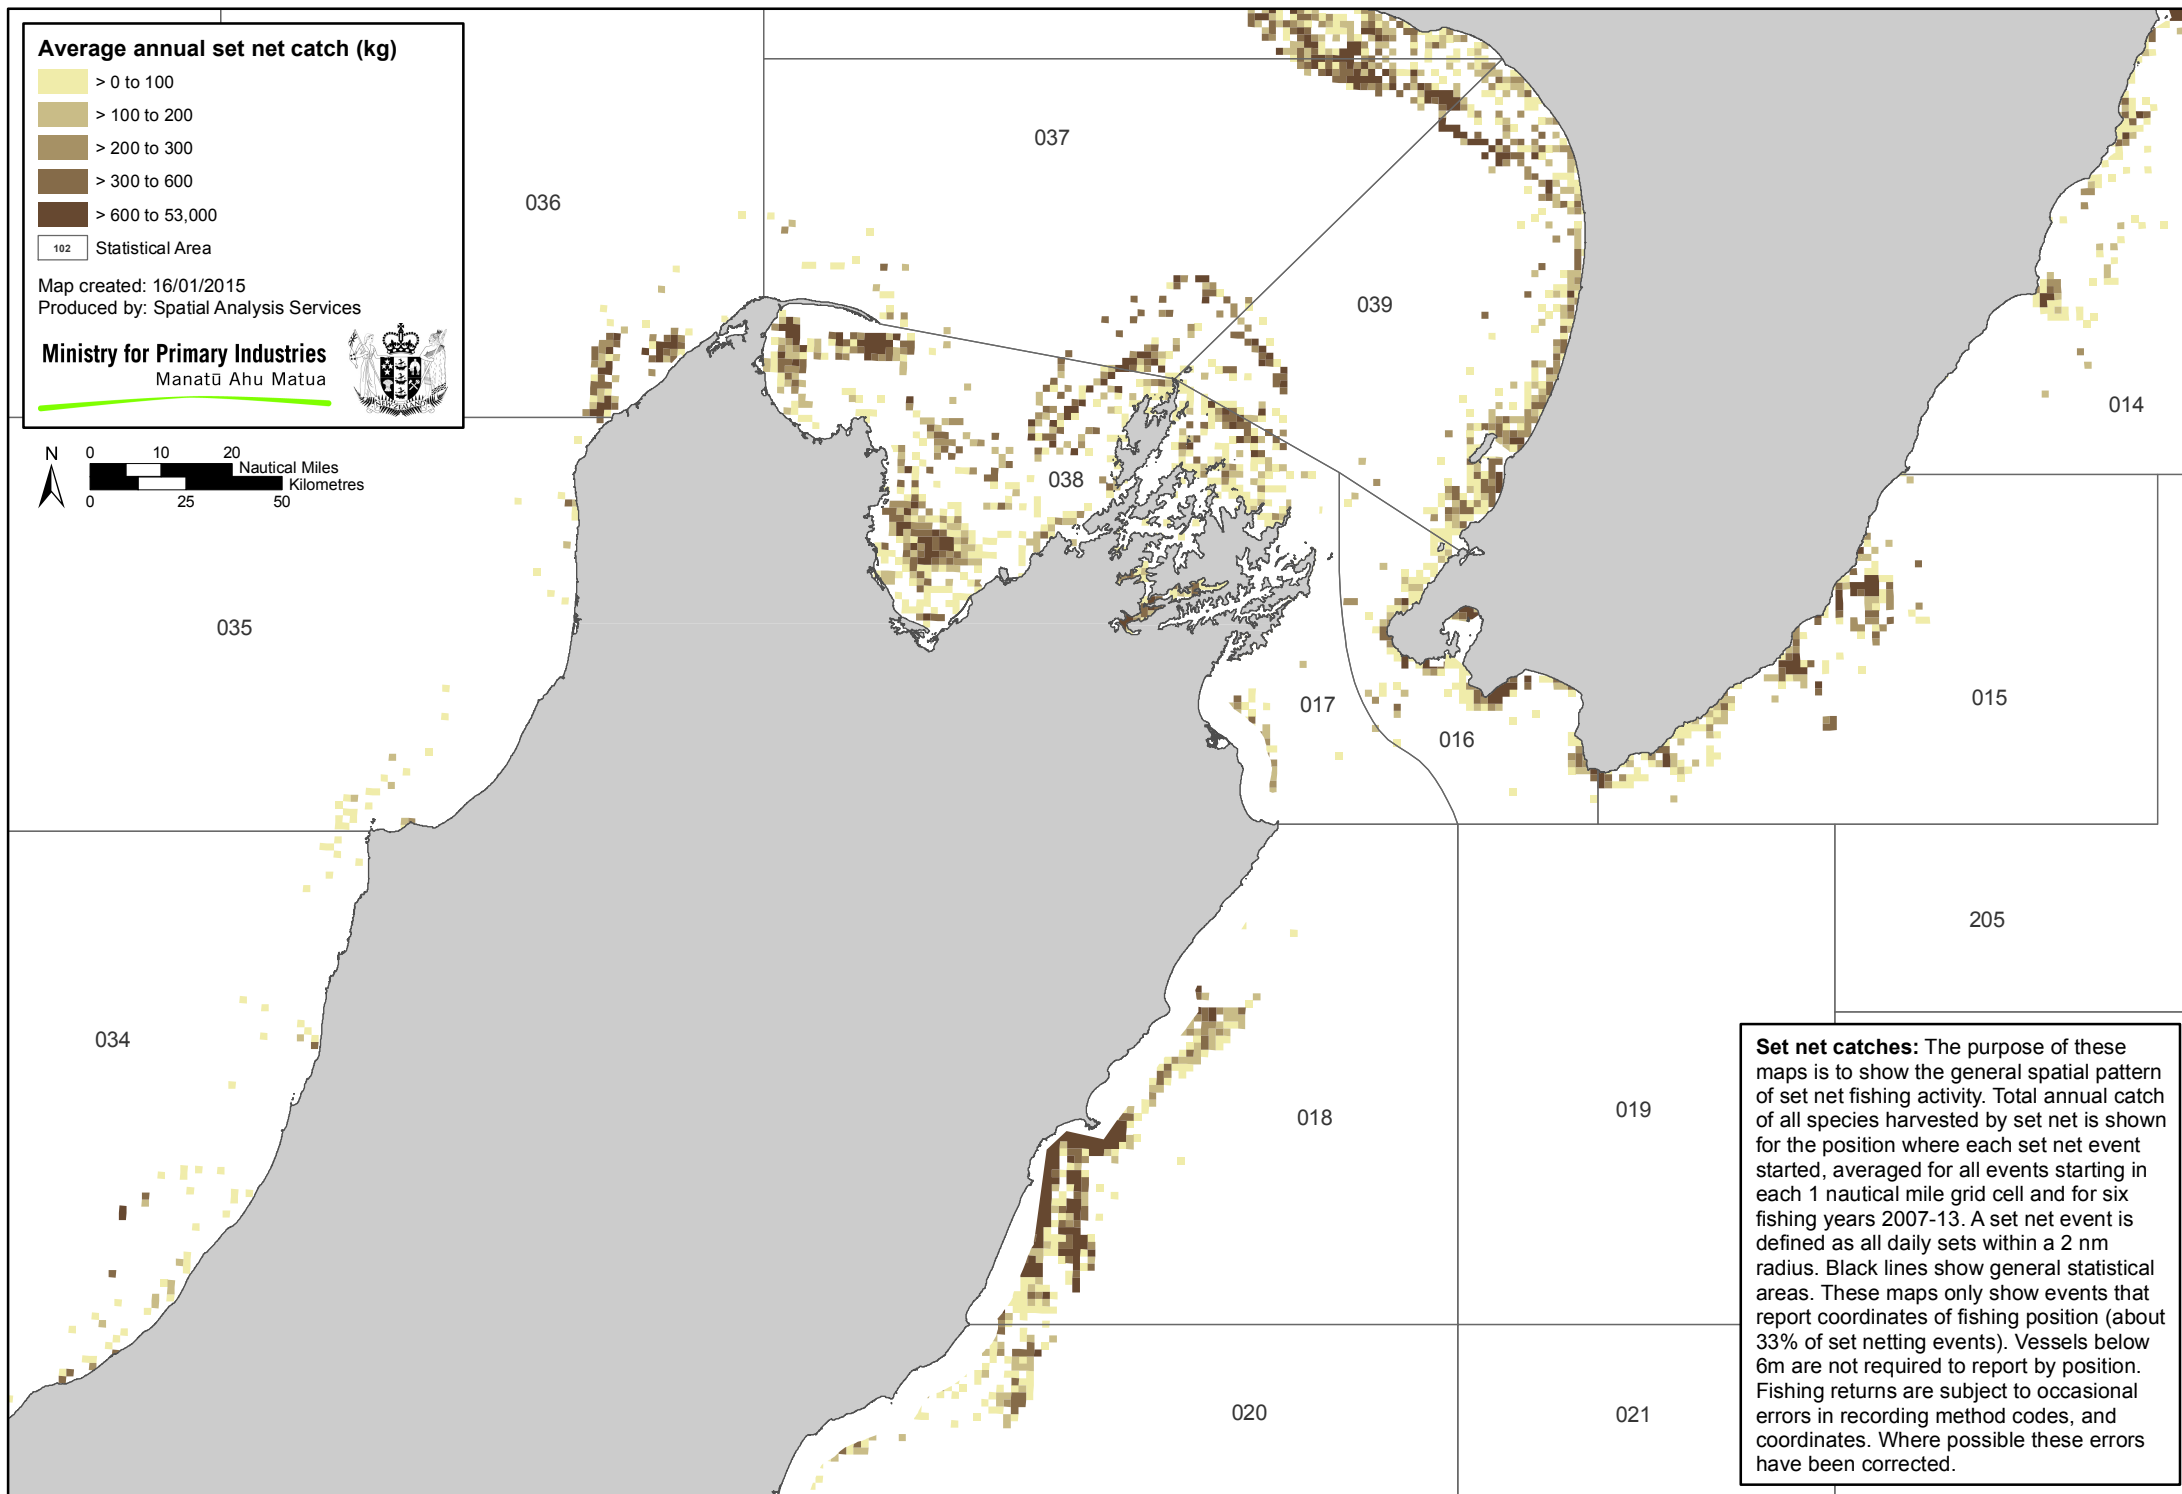 Average annual set net catch (kg)
> 0 to 100
> 100 to 200
> 200 to 300
> 300 to 600
> 600 to 53,000
102 Statistical Area
Map created: 16/01/2015
Produced by: Spatial Analysis Services
Ministry for Primary Industries
Manatū Ahu Matua
N
0 10 20
Nautical Miles
Kilometres
0 25 50
037
036
039
014
038
035
017
016
015
205
034
018
019
020
021
Set net catches: The purpose of these
maps is to show the general spatial pattern
of set net fishing activity. Total annual catch
of all species harvested by set net is shown
for the position where each set net event
started, averaged for all events starting in
each 1 nautical mile grid cell and for six
fishing years 2007-13. A set net event is
defined as all daily sets within a 2 nm
radius. Black lines show general statistical
areas. These maps only show events that
report coordinates of fishing position (about
33% of set netting events). Vessels below
6m are not required to report by position.
Fishing returns are subject to occasional
errors in recording method codes, and
coordinates. Where possible these errors
have been corrected.